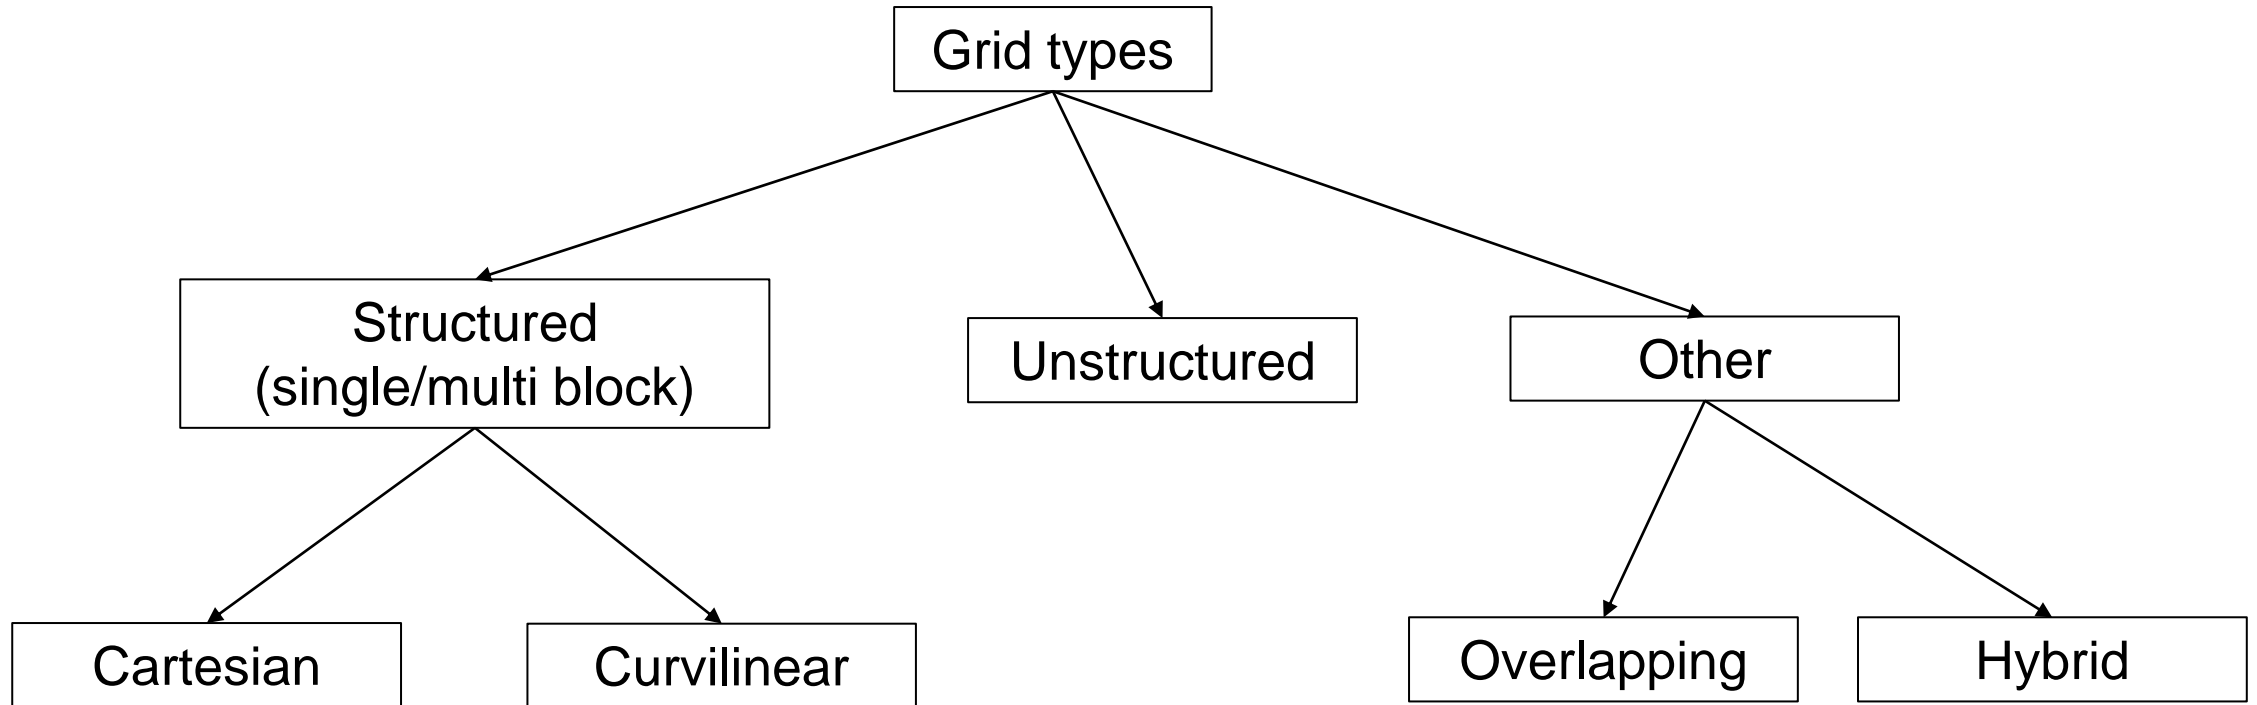 Grid types
Structured
(single/multi block)
Unstructured
Other
Cartesian
Curvilinear
Overlapping
Hybrid